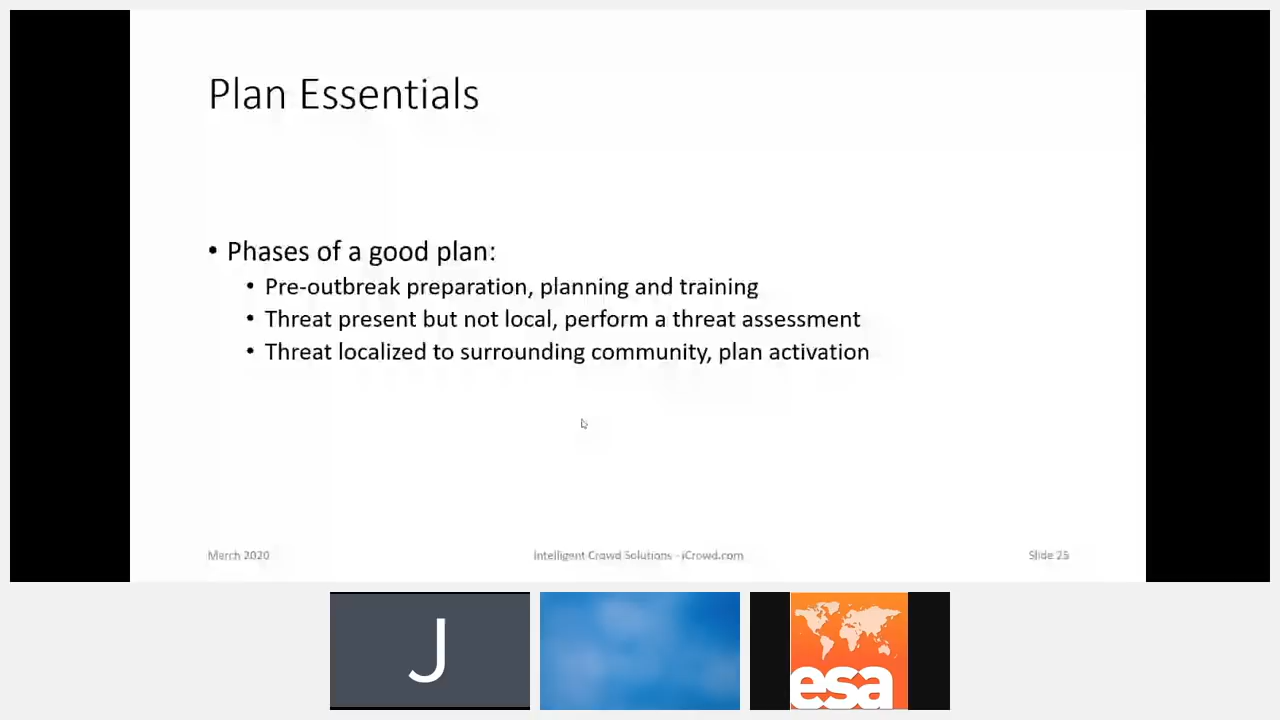 Plan Essentials
• Phases of a good plan:
• Pre-outbreak preparation, planning and training
• Threat present but not local, perform a threat assessment
• Threat localized to surrounding community, plan activation
March 2020
Intelligent Crowd Solutions - iCrowd.com
Slide 25
J
esa